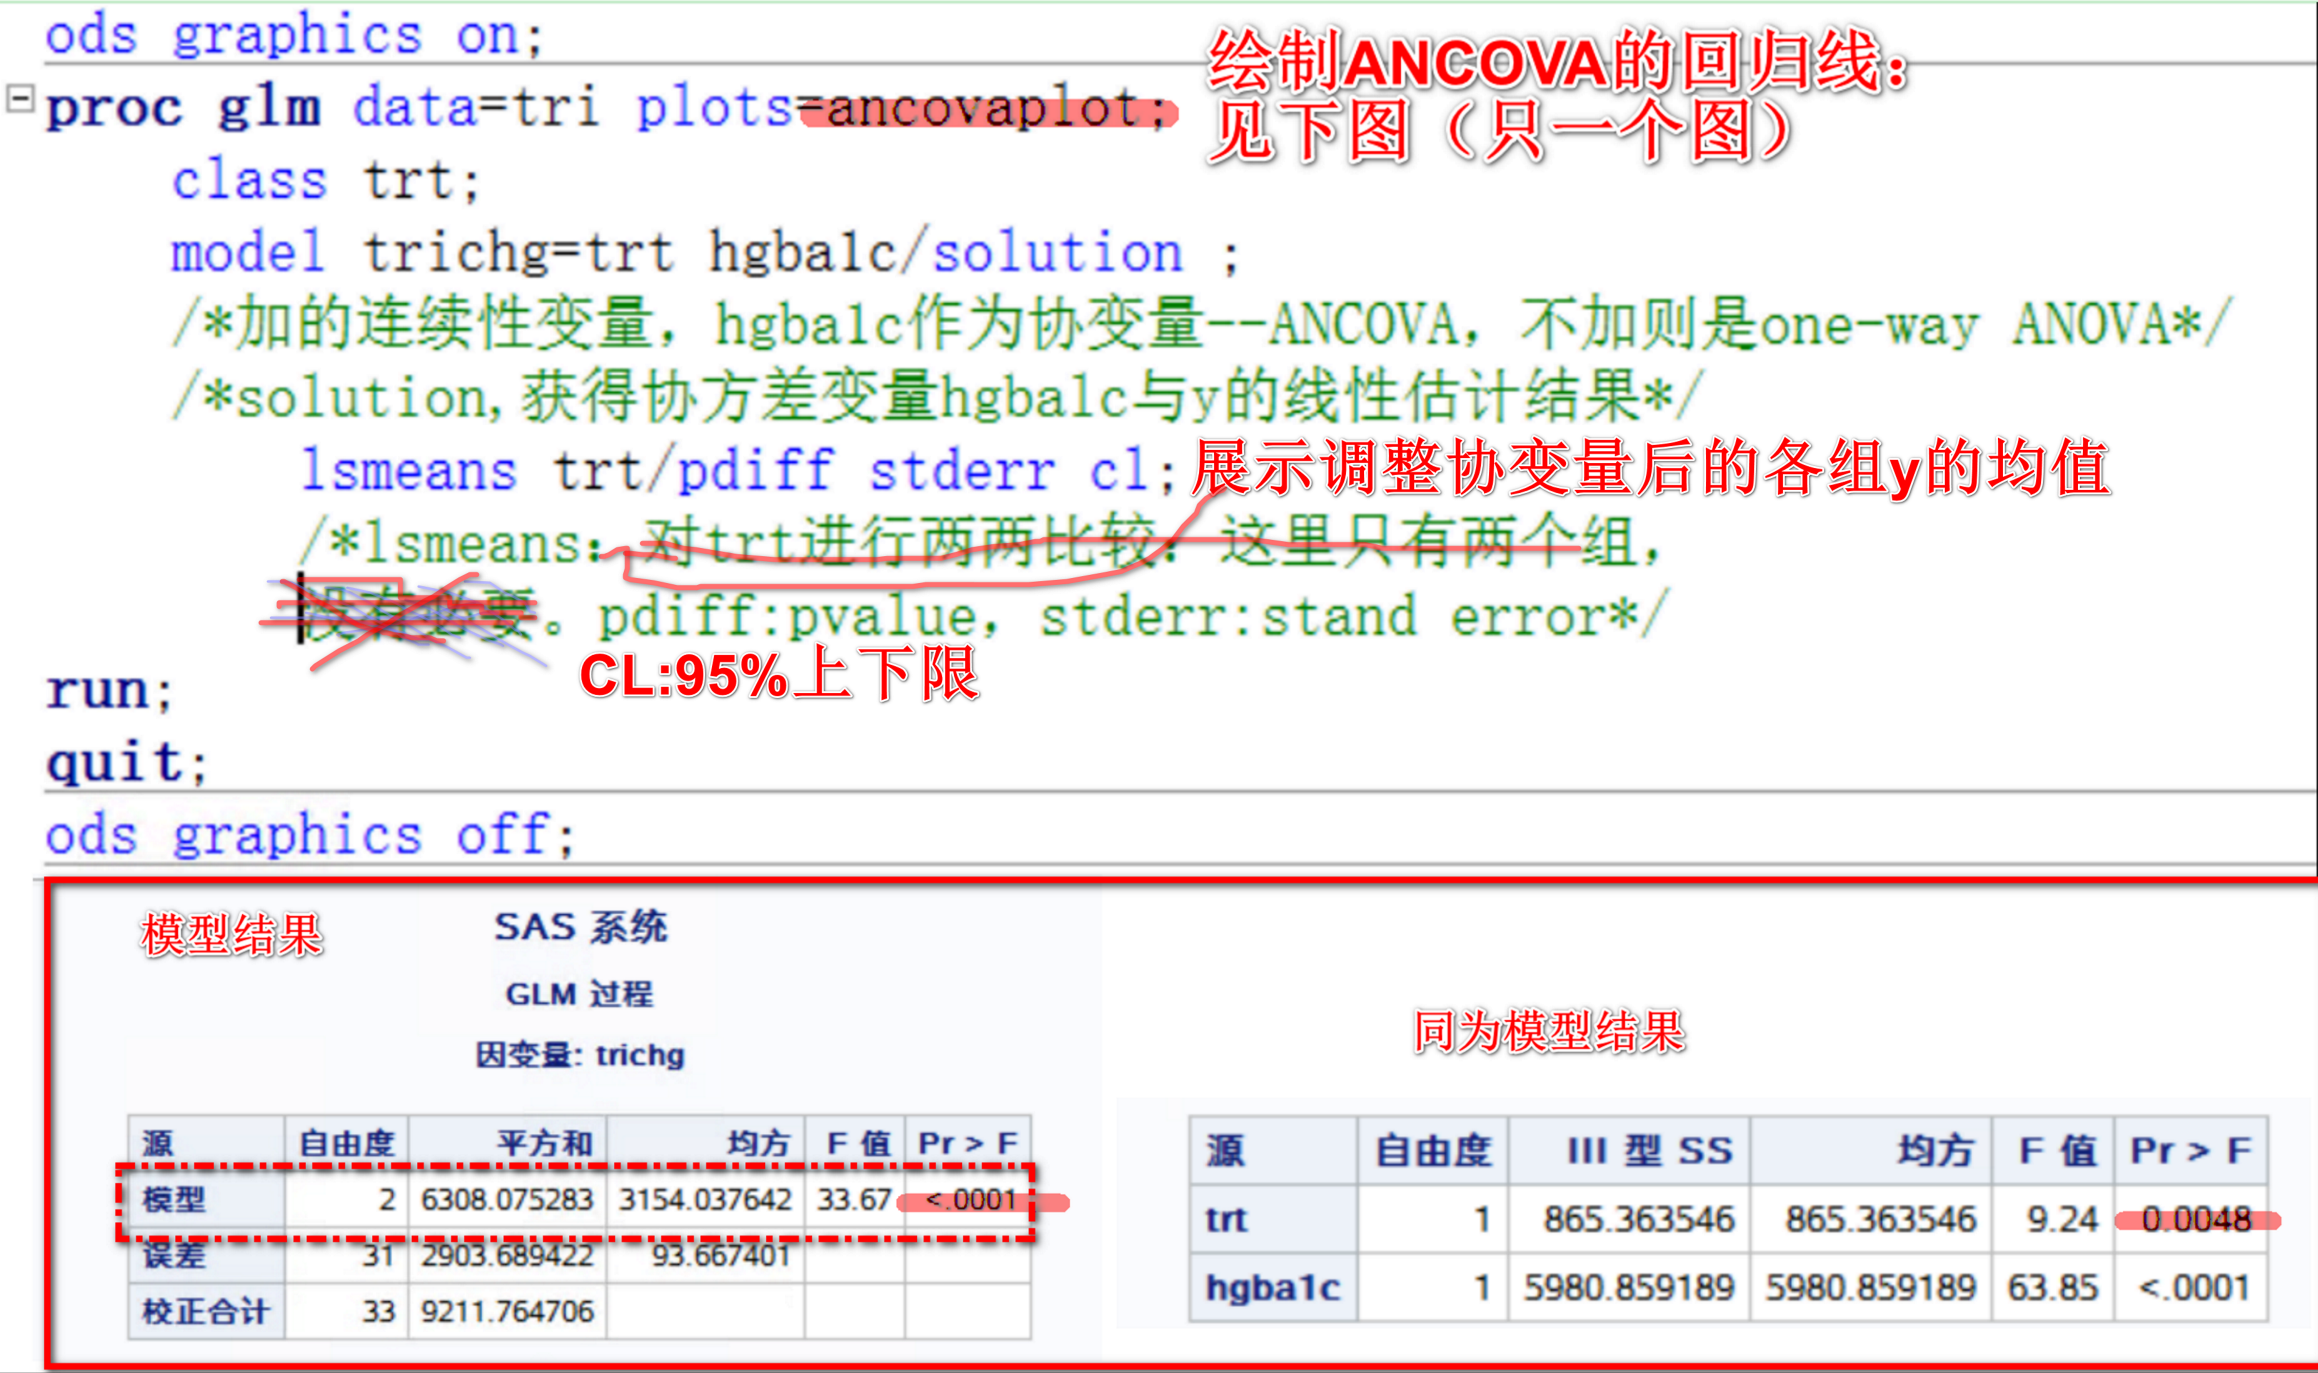 ods graphics on;
绘制ANCOVA的回归线：
proc glm data=tri plots=ancovaplot;
见下图（只一个图）
class trt;
model trichg=trt hgba1c/solution ;
/*加的连续性变量，hgba1c作为协变量--ANCOVA，不加则是one-way ANOVA*/
/*solution,获得协方差变量hgba1c与y的线性估计结果*/
lsmeans trt/pdiff stderr cl;
展示调整协变量后的各组y的均值
/*lsmeans：对trt进行两两比较：这里只有两个组，
没有必要。pdiff:pvalue，stderr:stand error*/
CL:95%上下限
run;
quit;
ods graphics off;
模型结果
SAS 系统
GLM 过程
因变量: trichg
源 自由度 平方和 均方 F 值 Pr > F
模型 2 6308.075283 3154.037642 33.67 <.0001
误差 31 2903.689422 93.667401
校正合计 33 9211.764706
同为模型结果
源 自由度 III 型 SS 均方 F 值 Pr > F
trt 1 865.363546 865.363546 9.24 0.0048
hgba1c 1 5980.859189 5980.859189 63.85 <.0001